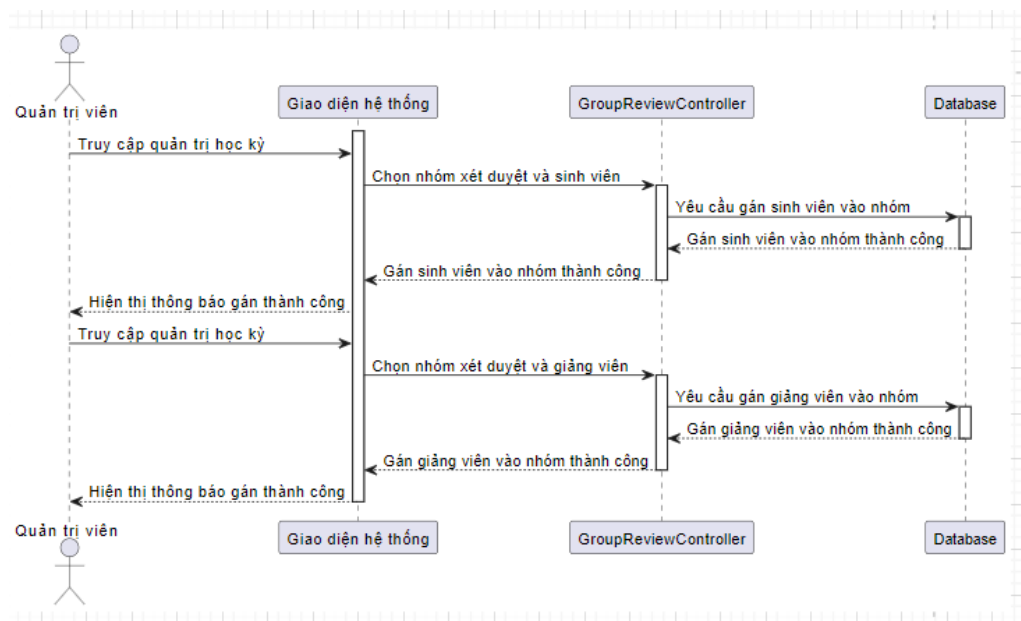 Quản trị viên
Giao diện hệ thống
GroupReviewController
Database
Truy cập quản trị học kỳ
Chọn nhóm xét duyệt và sinh viên
Yêu cầu gán sinh viên vào nhóm
Gán sinh viên vào nhóm thành công
Gán sinh viên vào nhóm thành công
Hiện thị thông báo gán thành công
Truy cập quản trị học kỳ
Chọn nhóm xét duyệt và giảng viên
Yêu cầu gán giảng viên vào nhóm
Gán giảng viên vào nhóm thành công
Gán giảng viên vào nhóm thành công
Hiện thị thông báo gán thành công
Quản trị viên
Giao diện hệ thống
GroupReviewController
Database